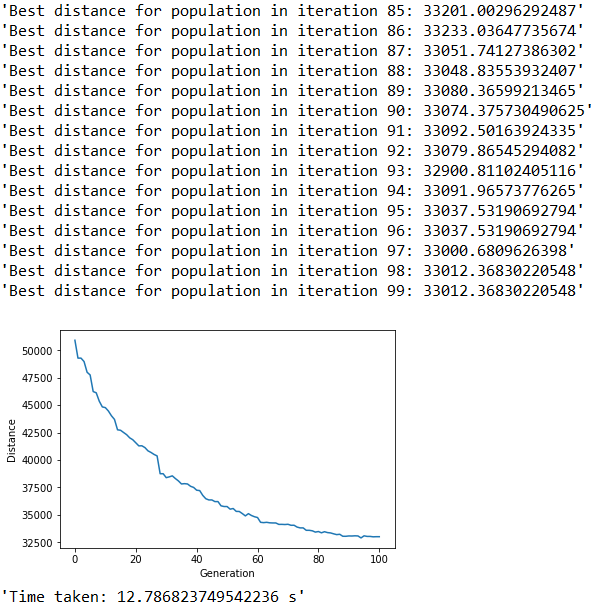 'Best distance for population in iteration 85: 33201.00296292487'
'Best distance for population in iteration 86: 33233.03647735674'
'Best distance for population in iteration 87: 33051.74127386302'
'Best distance for population in iteration 88: 33048.83553932407'
'Best distance for population in iteration 89: 33080.36599213465'
'Best distance for population in iteration 90: 33074.375730490625'
'Best distance for population in iteration 91: 33092.50163924335'
'Best distance for population in iteration 92: 33079.86545294082'
'Best distance for population in iteration 93: 32900.81102405116'
'Best distance for population in iteration 94: 33091.96573776265'
'Best distance for population in iteration 95: 33037.53190692794'
'Best distance for population in iteration 96: 33037.53190692794'
'Best distance for population in iteration 97: 33000.6809626398'
'Best distance for population in iteration 98: 33012.36830220548'
'Best distance for population in iteration 99: 33012.36830220548'
50000
47500
45000
42500
40000
37500
35000
32500
Distance
0 20 40 60 80 100
Generation
'Time taken: 12.786823749542236 s'